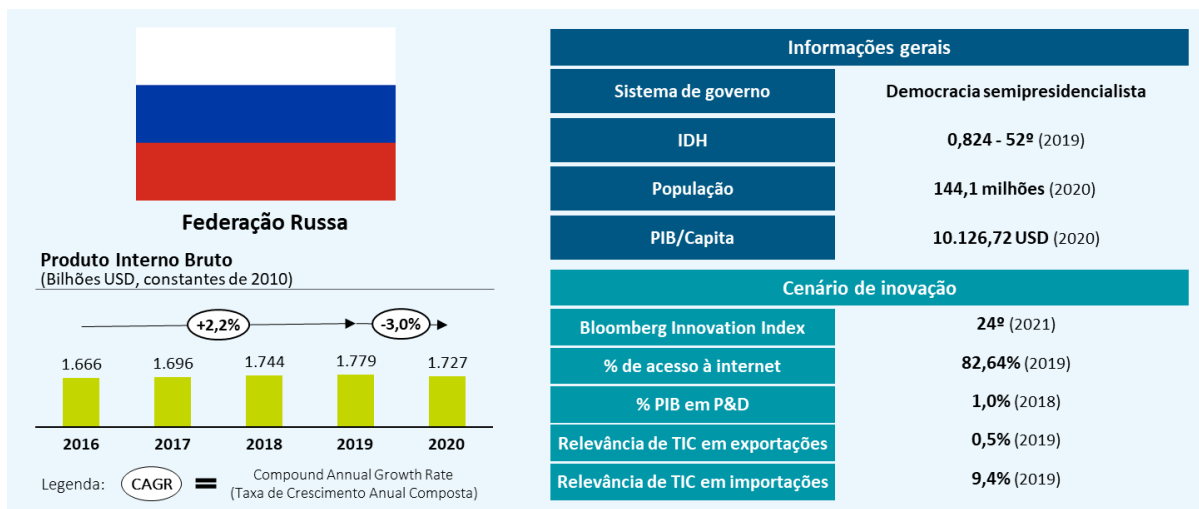 Federação Russa
Produto Interno Bruto
(Bilhões USD, constantes de 2010)
+2,2%
-3,0%
1.666 1.696 1.744 1.779 1.727
2016 2017 2018 2019 2020
Legenda: CAGR = Compound Annual Growth Rate
(Taxa de Crescimento Anual Composta)
Informações gerais
Sistema de governo Democracia semipresidencialista
IDH 0,824 - 52º (2019)
População 144,1 milhões (2020)
PIB/Capita 10.126,72 USD (2020)
Cenário de inovação
Bloomberg Innovation Index 24º (2021)
% de acesso à internet 82,64% (2019)
% PIB em P&D 1,0% (2018)
Relevância de TIC em exportações 0,5% (2019)
Relevância de TIC em importações 9,4% (2019)